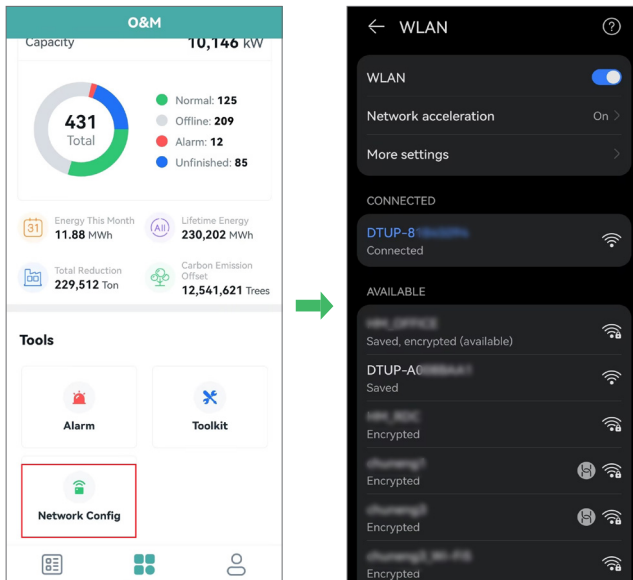 O&M
Capacity
10,146 kW
431
Total
Normal: 125
Offline: 209
Alarm: 12
Unfinished: 85
31
Energy This Month
11.88 MWh
All
Lifetime Energy
230,202 MWh
Total Reduction
229,512 Ton
Carbon Emission
Offset
12,541,621 Trees
Tools
Alarm
Toolkit
Network Config
WLAN
?
WLAN
Network acceleration
On
More settings
CONNECTED
DTUP-8
Connected
AVAILABLE
Saved, encrypted (available)
DTUP-A0
Saved
Encrypted
Encrypted
Encrypted
Encrypted